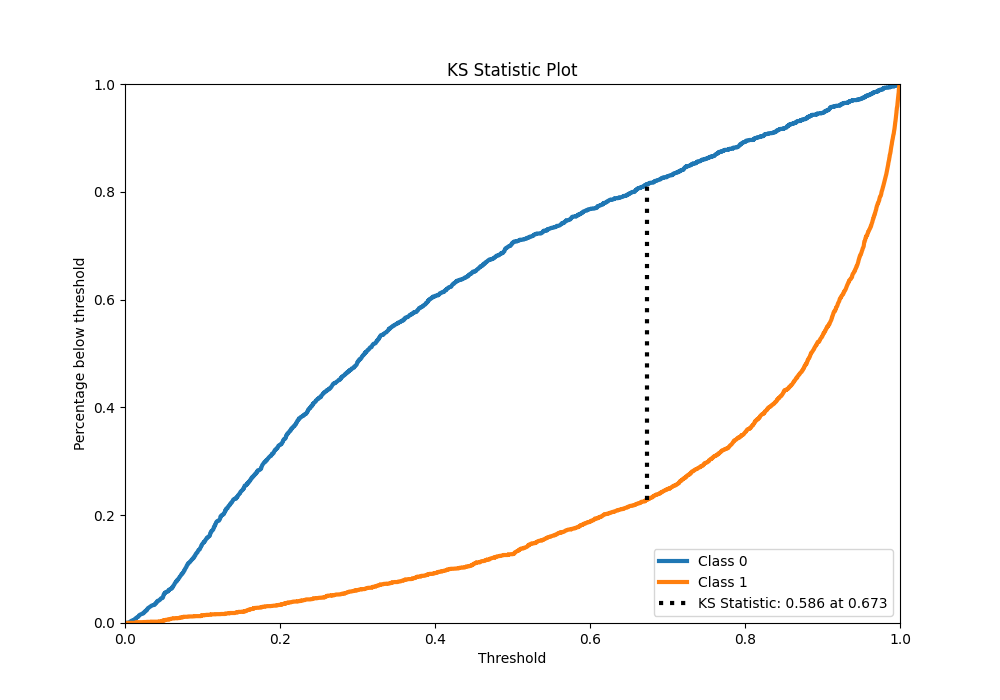 KS Statistic Plot
1.0
0.8
0.6
0.4
0.2
0.0
Percentage below threshold
0.0 0.2 0.4 0.6 0.8 1.0
Threshold
Class 0
Class 1
KS Statistic: 0.586 at 0.673